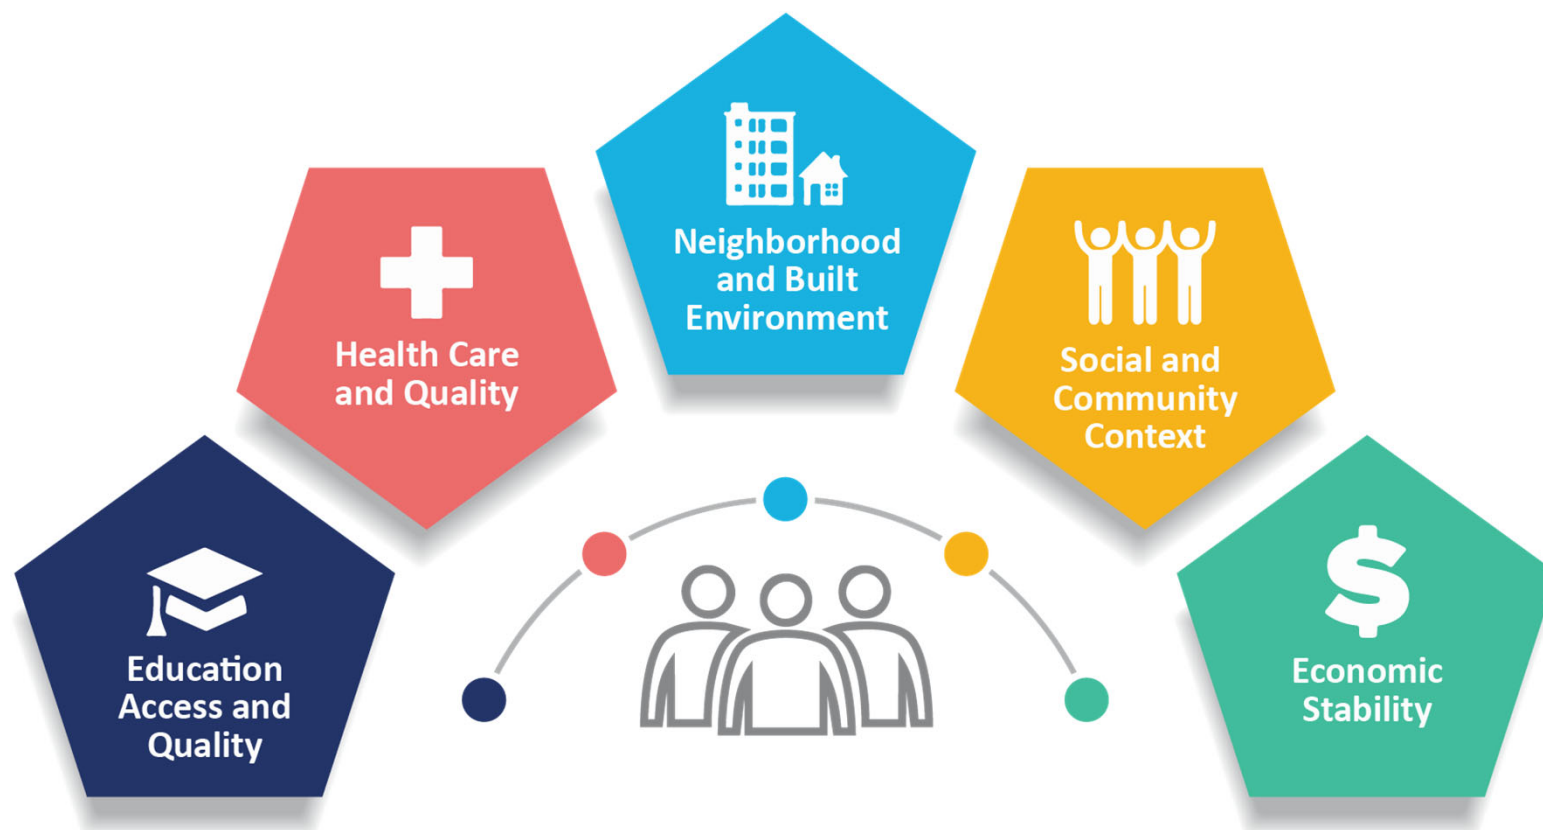 Education
Access and
Quality
Health Care
and Quality
Neighborhood
and Built
Environment
Social and
Community
Context
Economic
Stability